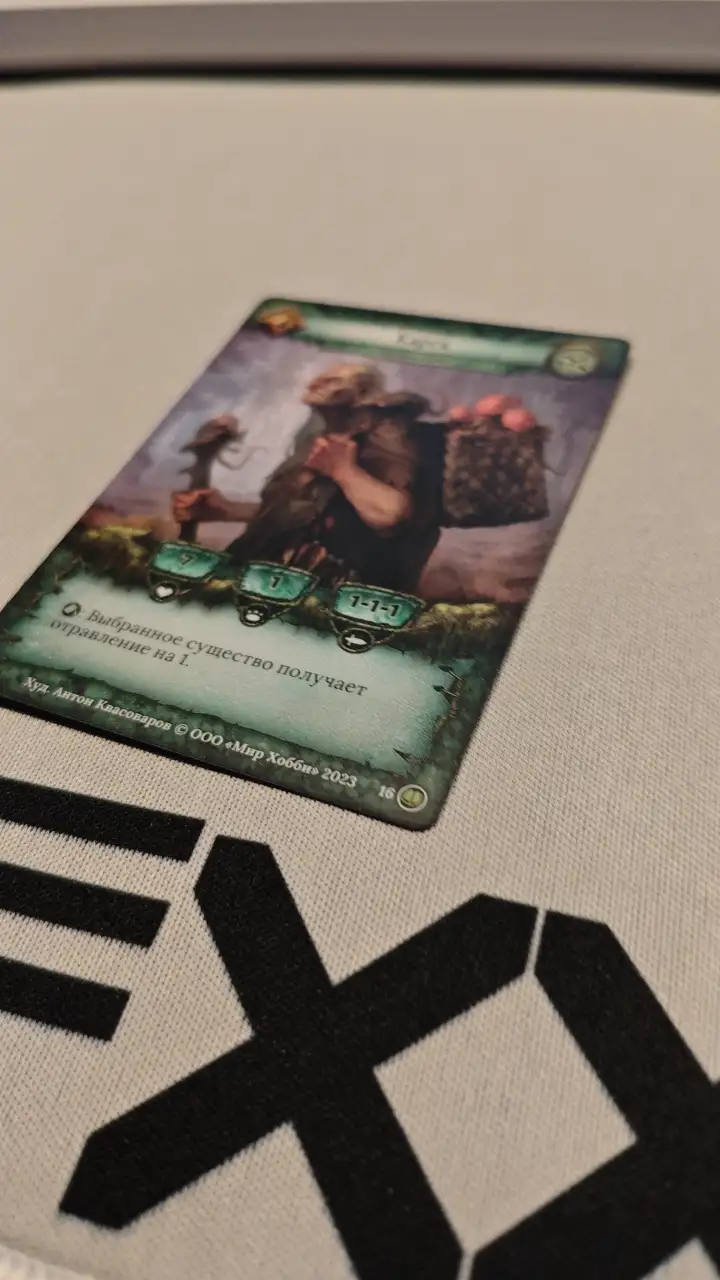 7
1
1-1-1
: Выбранное существо получает
отравление на 1.
Худ. Антон Квасоваров © ООО «Мир Хобби» 2023
16
EX